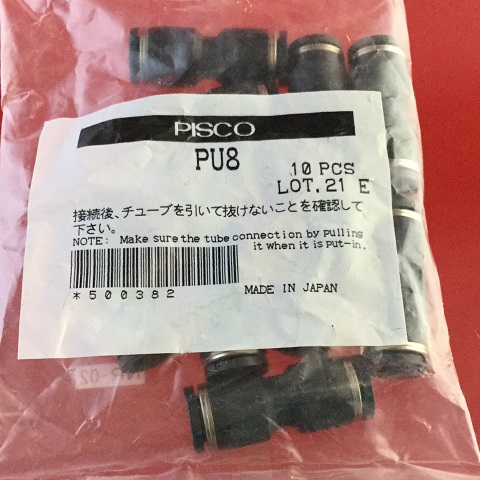 PISCO
PU8
10 PCS
LOT. 21 E
接続後、チューブを引いて抜けないことを確認して
下さい。
NOTE: Make sure the tube connection by pulling
it when it is put-in.
*500382
MADE IN JAPAN